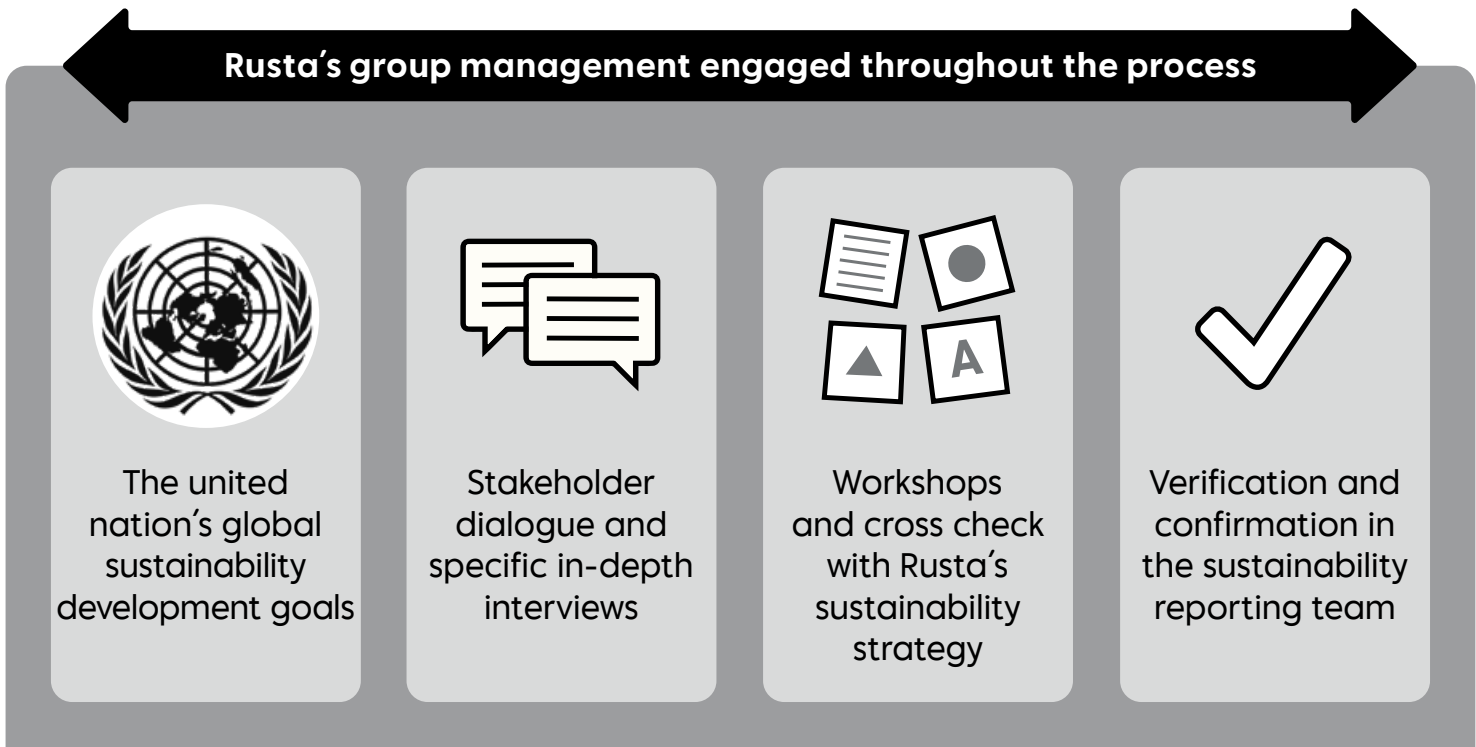 Rusta´s group management engaged throughout the process
The united
nation´s global
sustainability
development goals
Stakeholder
dialogue and
specific in-depth
interviews
A
Workshops
and cross check
with Rusta´s
sustainability
strategy
Verification and
confirmation in
the sustainability
reporting team